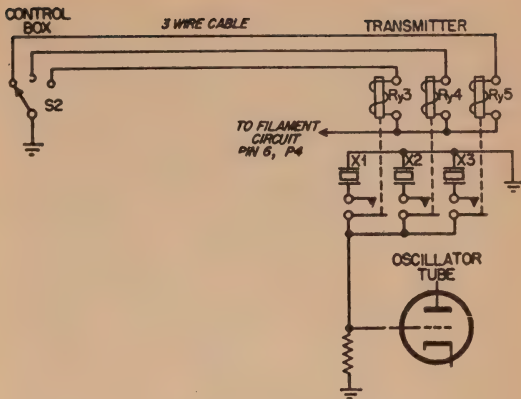 CONTROL
BOX
3 WIRE CABLE
TRANSMITTER
S2
Ry3
Ry4
Ry5
TO FILAMENT
CIRCUIT
PIN 6, P4
X1
X2
X3
OSCILLATOR
TUBE